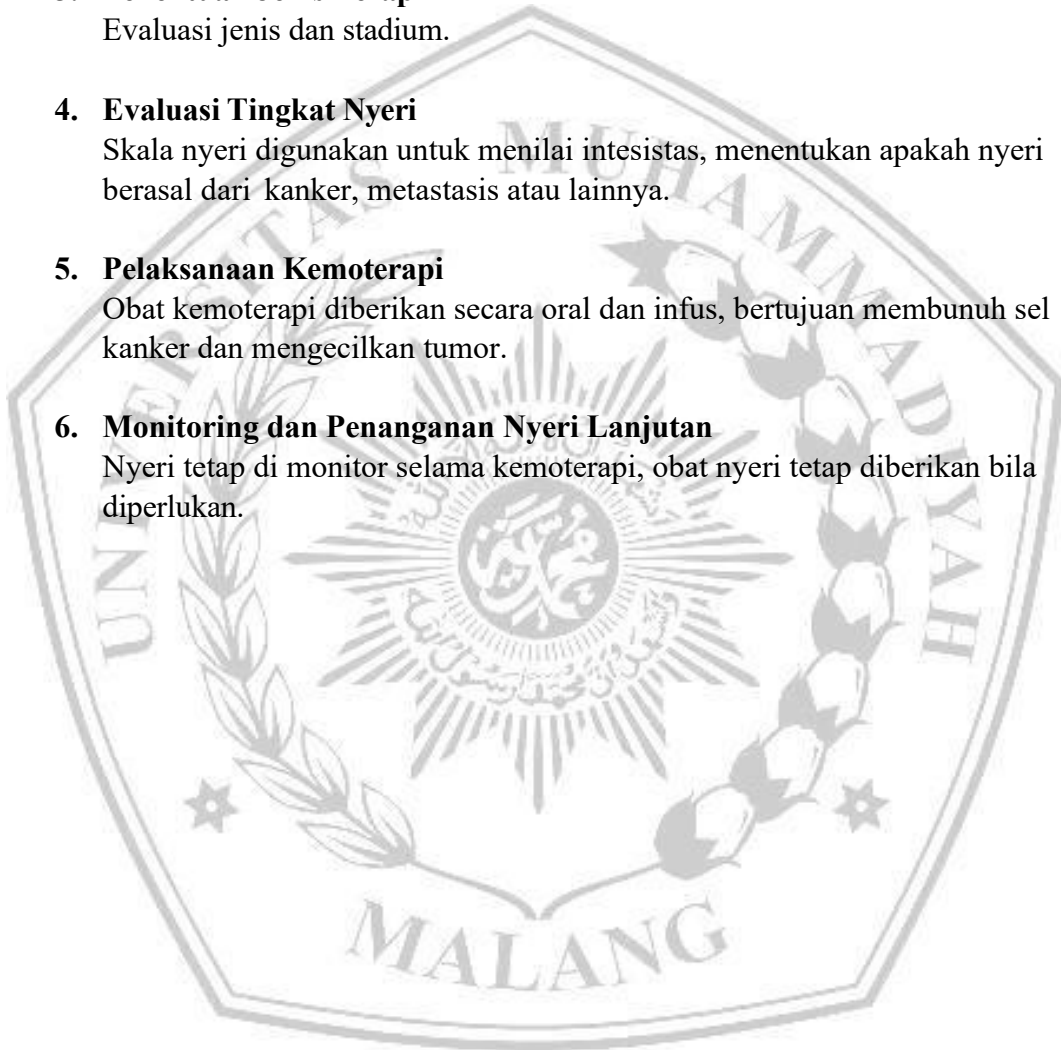 Evaluasi jenis dan stadium.
4. Evaluasi Tingkat Nyeri
Skala nyeri digunakan untuk menilai intesistas, menentukan apakah nyeri
berasal dari kanker, metastasis atau lainnya.
5. Pelaksanaan Kemoterapi
Obat kemoterapi diberikan secara oral dan infus, bertujuan membunuh sel
kanker dan mengecilkan tumor.
6. Monitoring dan Penanganan Nyeri Lanjutan
Nyeri tetap di monitor selama kemoterapi, obat nyeri tetap diberikan bila
diperlukan.
UNIVERSITAS MUHAMMADIYAH
MALANG